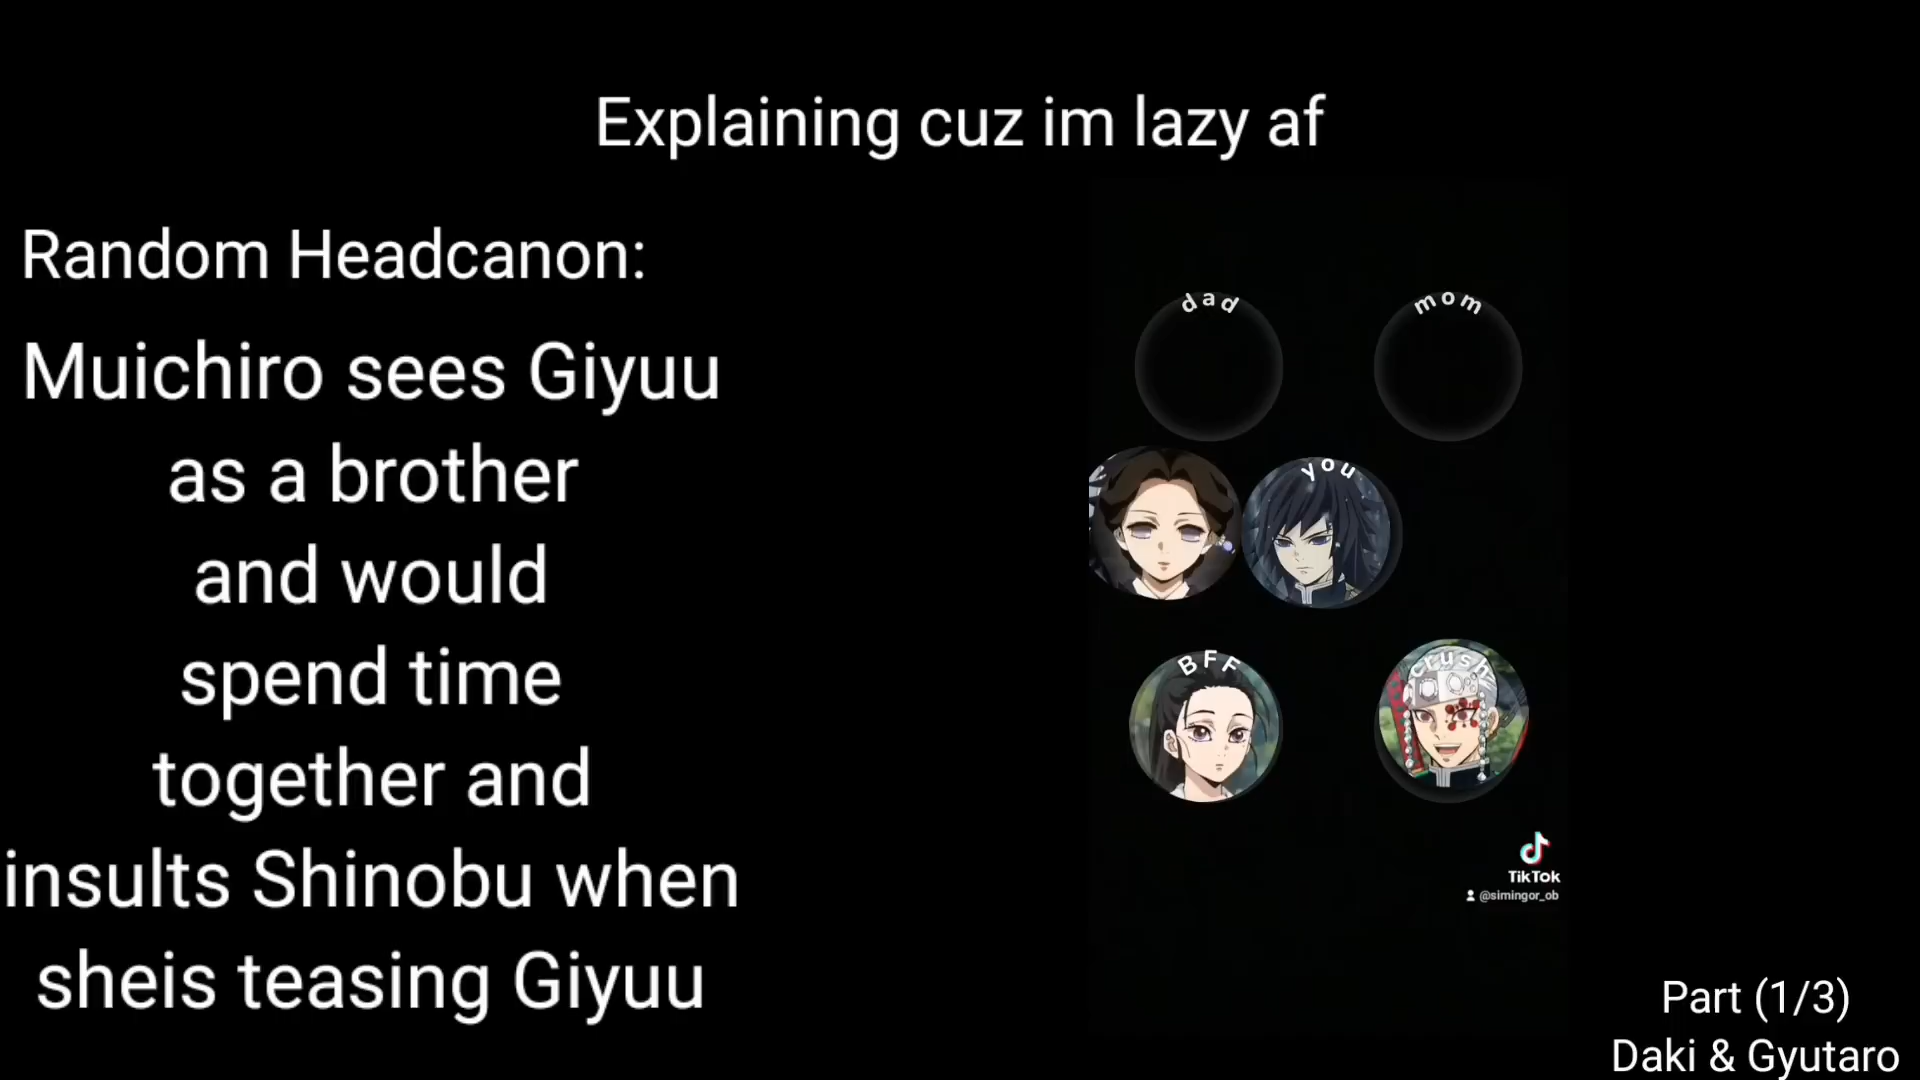 Explaining cuz im lazy af
Random Headcanon:
Muichiro sees Giyuu
as a brother
and would
spend time
together and
insults Shinobu when
sheis teasing Giyuu
dad
mom
you
BFF
crush
TikTok
@simingor_ob
Part (1/3)
Daki & Gyutaro